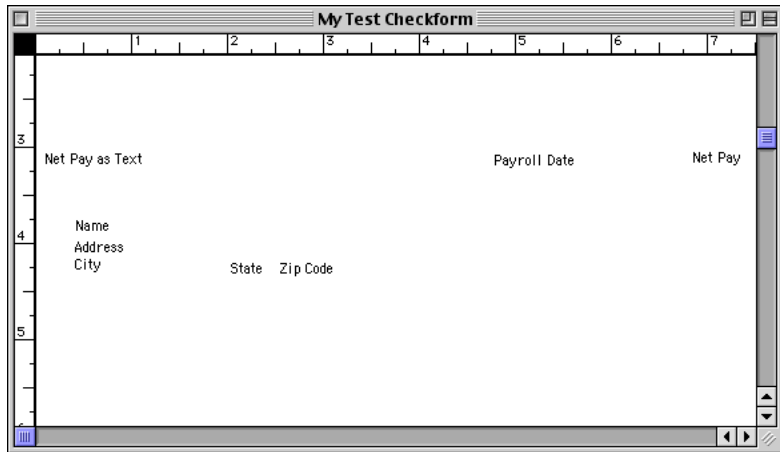 My Test Checkform
1 2 3 4 5 6 7
3
Net Pay as Text Payroll Date Net Pay
Name
4
Address
City State Zip Code
5